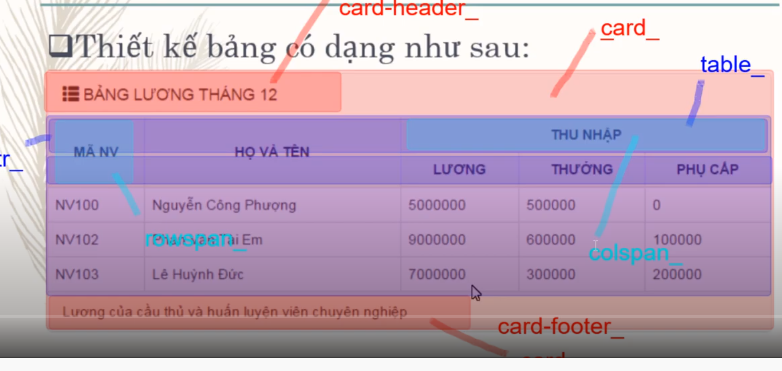 card-header_
❑Thiết kế bảng có dạng như sau:
card_
table_
BẢNG LƯƠNG THÁNG 12
tr_
MÃ NV HỌ VÀ TÊN THU NHẬP
LƯƠNG THƯỞNG PHỤ CẤP
NV100 Nguyễn Công Phượng 5000000 500000 0
NV102 Tài Em 9000000 600000 100000
rowspan_
colspan_
NV103 Lê Huỳnh Đức 7000000 300000 200000
Lương của cầu thủ và huấn luyện viên chuyên nghiệp
card-footer_